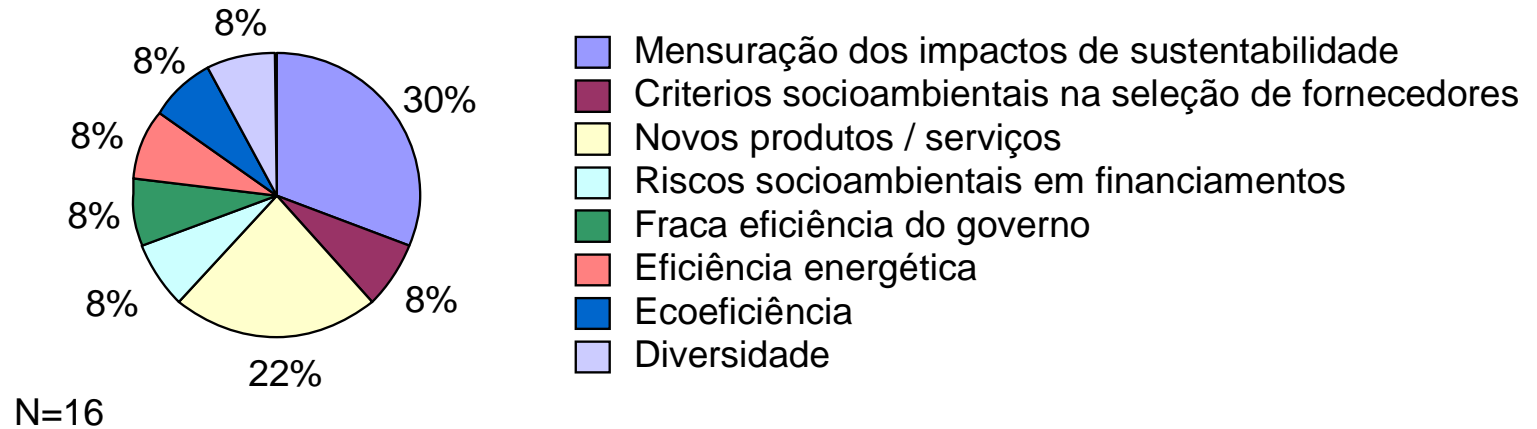 8%
8%
30%
8%
8%
8%
8%
22%
N=16
Mensuração dos impactos de sustentabilidade
Criterios socioambientais na seleção de fornecedores
Novos produtos / serviços
Riscos socioambientais em financiamentos
Fraca eficiência do governo
Eficiência energética
Ecoeficiência
Diversidade